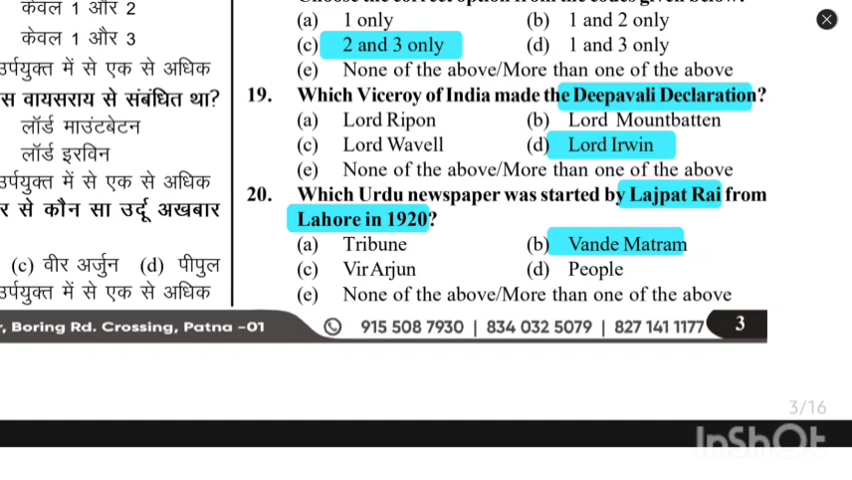 केवल 1 और 2
केवल 1 और 3
उर्पयुक्त में से एक से अधिक
स वायसराय से संबंधित था?
लॉर्ड माउंटबेटन
लॉर्ड इरविन
उर्पयुक्त में से एक से अधिक
र से कौन सा उर्दू अखबार
(c) वीर अर्जुन (d) पीपुल
उर्पयुक्त में से एक से अधिक
(a) 1 only (b) 1 and 2 only
(c) 2 and 3 only (d) 1 and 3 only
(e) None of the above/More than one of the above
19. Which Viceroy of India made the Deepavali Declaration?
(a) Lord Ripon (b) Lord Mountbatten
(c) Lord Wavell (d) Lord Irwin
(e) None of the above/More than one of the above
20. Which Urdu newspaper was started by Lajpat Rai from
Lahore in 1920?
(a) Tribune (b) Vande Matram
(c) Vir Arjun (d) People
(e) None of the above/More than one of the above
, Boring Rd. Crossing, Patna -01 915 508 7930 | 834 032 5079 | 827 141 1177 3
3/16
InShOt